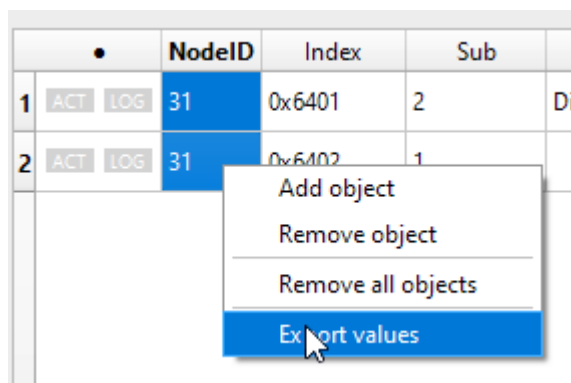 ● NodeID Index Sub
1 ACT LOG 31 0x6401 2 Di
2 ACT LOG 31 0x6402 1
Add object
Remove object
Remove all objects
Export values